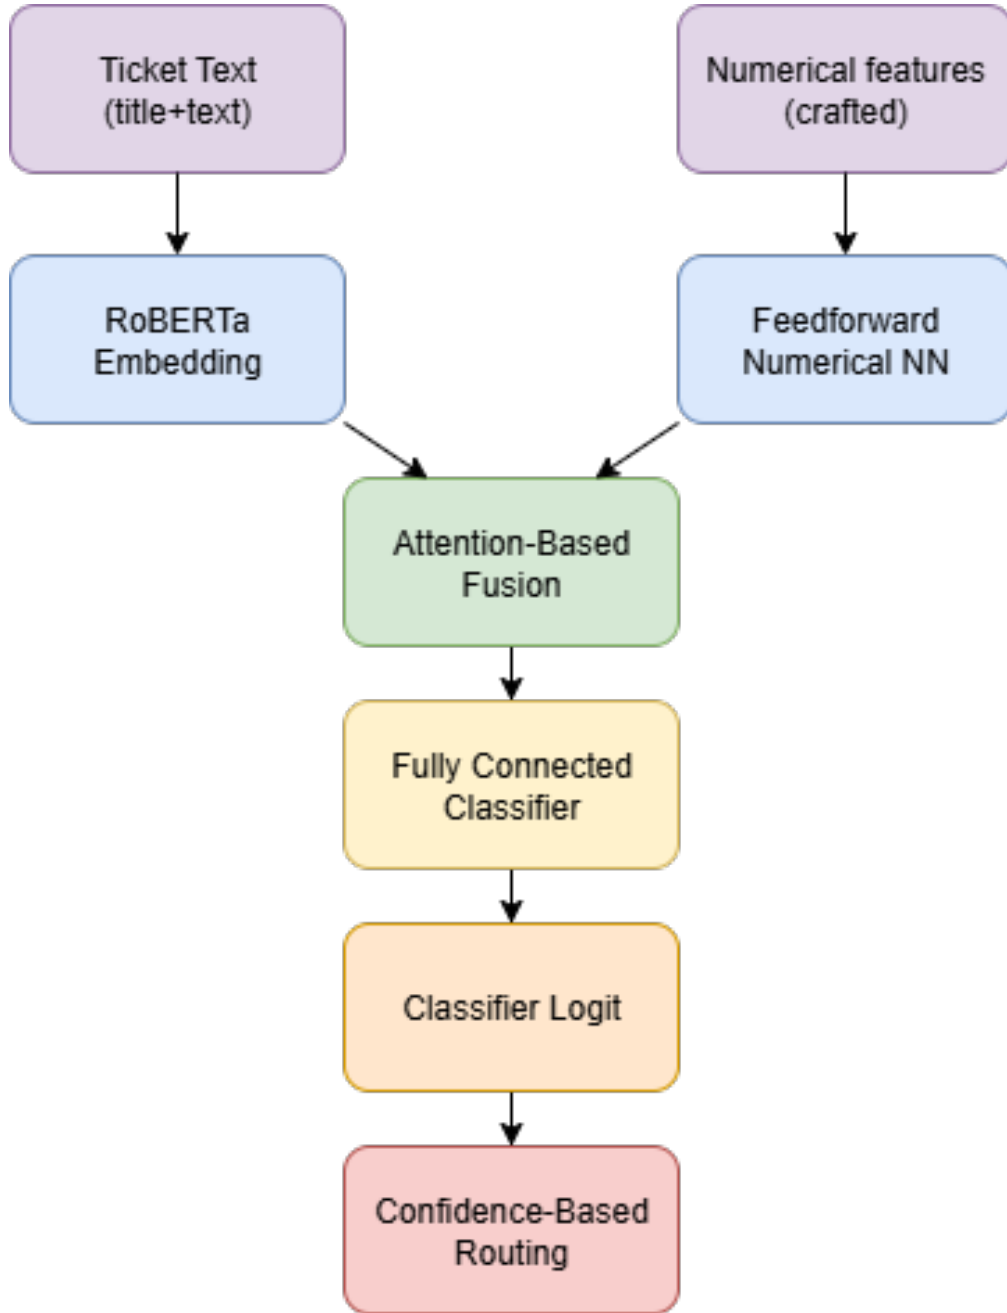 Ticket Text
(title+text)
Numerical features
(crafted)
RoBERTa
Embedding
Feedforward
Numerical NN
Attention-Based
Fusion
Fully Connected
Classifier
Classifier Logit
Confidence-Based
Routing